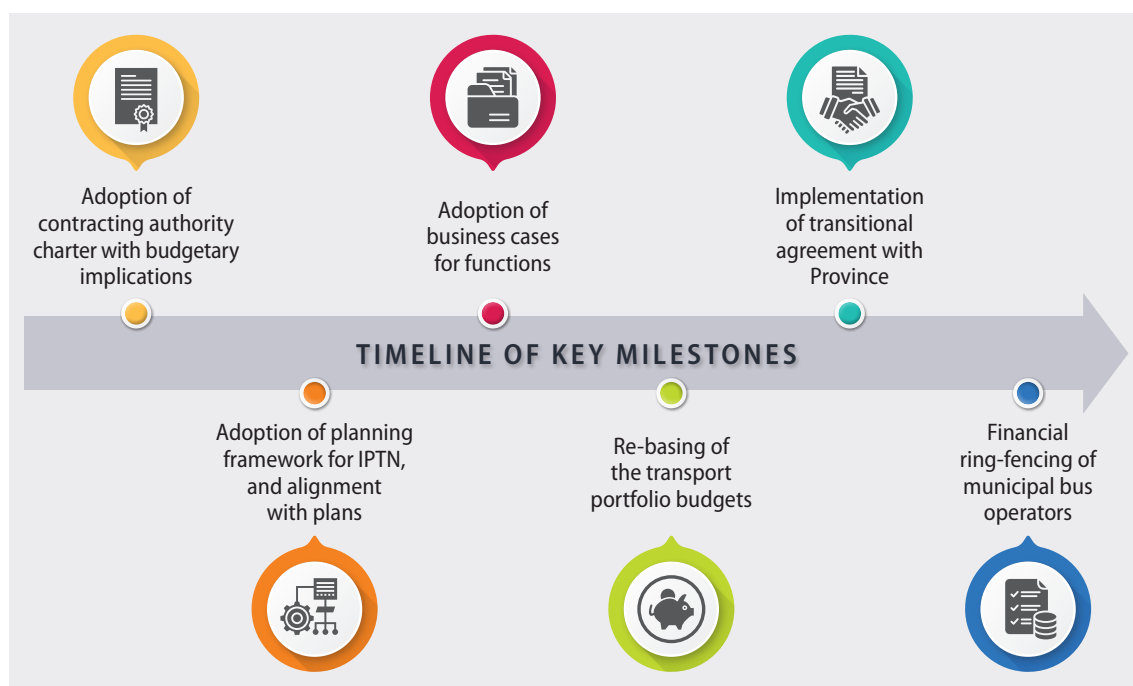 Adoption of
contracting authority
charter with budgetary
implications
Adoption of
business cases
for functions
Implementation
of transitional
agreement with
Province
TIMELINE OF KEY MILESTONES
Adoption of planning
framework for IPTN,
and alignment
with plans
Re-basing of
the transport
portfolio budgets
Financial
ring-fencing of
municipal bus
operators